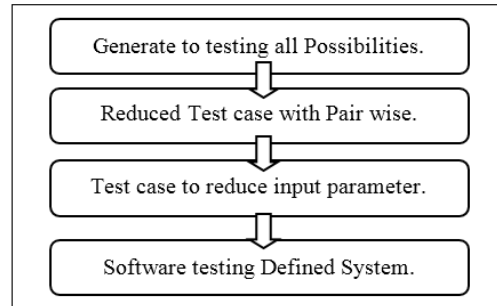 Generate to testing all Possibilities.
Reduced Test case with Pair wise.
Test case to reduce input parameter.
Software testing Defined System.